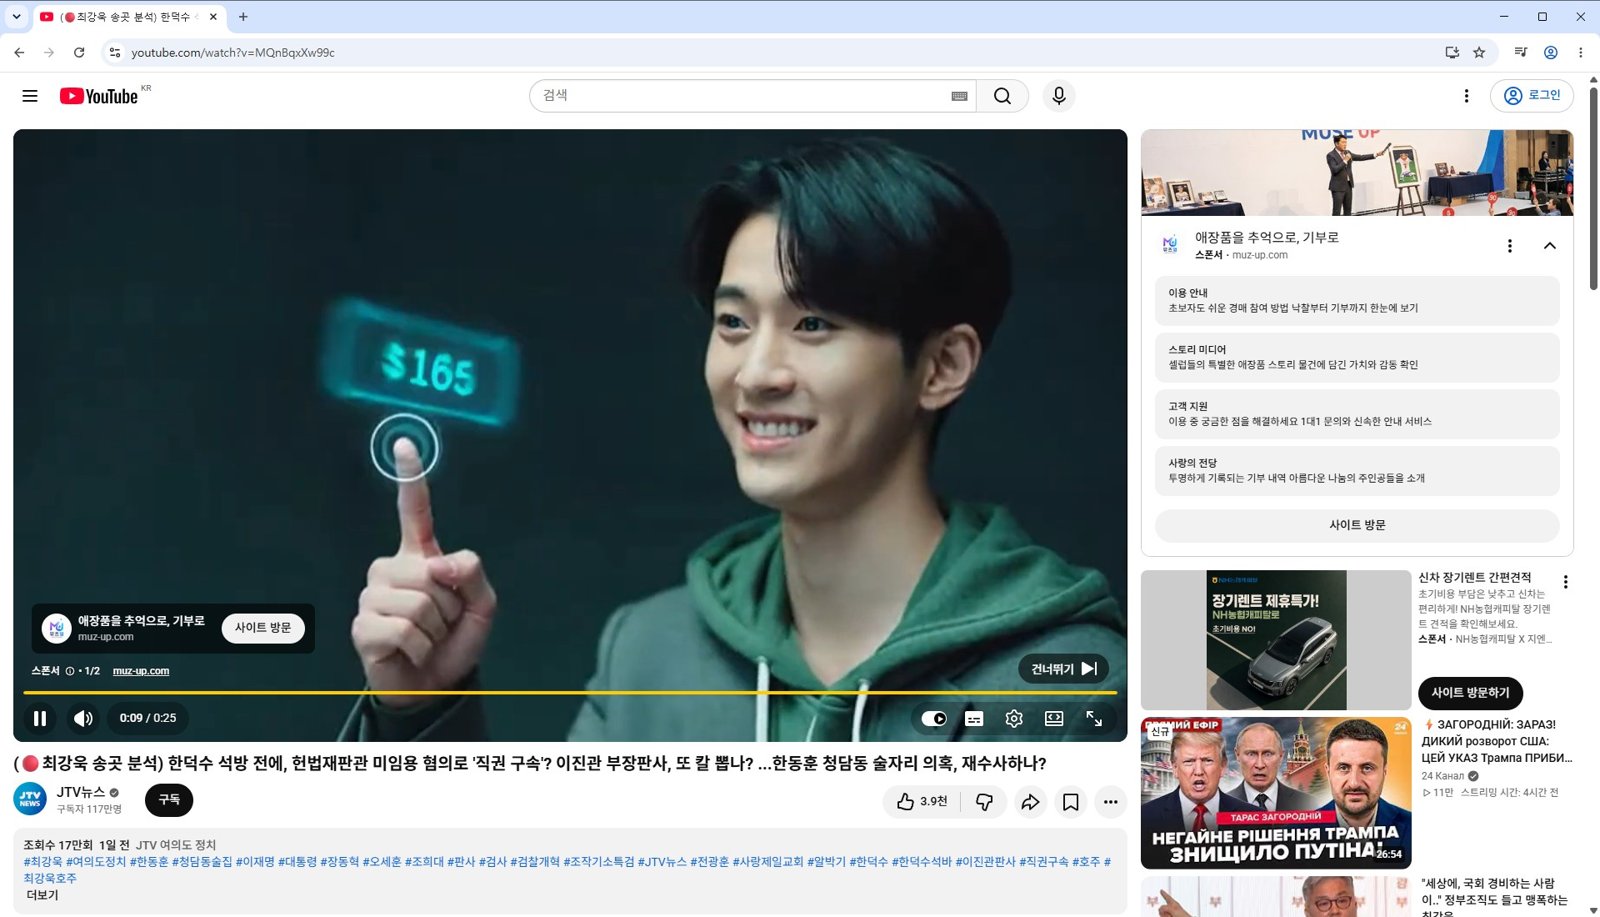 (🔴최강욱 송곳 분석) 한덕수
youtube.com/watch?v=MQnBqxXw99c
YouTube KR
검색
로그인
$165
애장품을 추억으로, 기부로
muz-up.com
사이트 방문
스폰서 · 1/2 muz-up.com
건너뛰기
0:09 / 0:25
(🔴최강욱 송곳 분석) 한덕수 석방 전에, 헌법재판관 미임용 혐의로 '직권 구속'? 이진관 부장판사, 또 칼 뽑나? ...한동훈 청담동 술자리 의혹, 재수사하나?
JTV NEWS
JTV뉴스
구독자 117만명
구독
3.9천
조회수 17만회 1일 전 JTV 여의도 정치
#최강욱 #여의도정치 #한동훈 #청담동술집 #이재명 #대통령 #장동혁 #오세훈 #조희대 #판사 #검사 #검찰개혁 #조작기소특검 #JTV뉴스 #전광훈 #사랑제일교회 #알박기 #한덕수 #한덕수석바 #이진관판사 #직권구속 #호주 #
최강욱호주
더보기
MUSE UP
애장품을 추억으로, 기부로
스폰서 · muz-up.com
이용 안내
초보자도 쉬운 경매 참여 방법 낙찰부터 기부까지 한눈에 보기
스토리 미디어
셀럽들의 특별한 애장품 스토리 물건에 담긴 가치와 감동 확인
고객 지원
이용 중 궁금한 점을 해결하세요 1대1 문의와 신속한 안내 서비스
사랑의 전당
투명하게 기록되는 기부 내역 아름다운 나눔의 주인공들을 소개
사이트 방문
장기렌트 제휴특가!
NH농협캐피탈로
초기비용 NO!
신차 장기렌트 간편견적
초기비용 부담은 낮추고 신차는
편리하게! NH농협캐피탈 장기렌
트 견적을 확인해보세요.
스폰서 · NH농협캐피탈 X 지엔...
사이트 방문하기
ПРЯМИЙ ЕФІР
신규
24
ТАРАС ЗАГОРОДНІЙ
НЕГАЙНЕ РІШЕННЯ ТРАМПА
ЗНИЩИЛО ПУТІНА!
26:54
⚡ ЗАГОРОДНІЙ: ЗАРАЗ!
ДИКИЙ розворот США:
ЦЕЙ УКАЗ Трампа ПРИБИ...
24 Канал
▷ 11만 스트리밍 시간: 4시간 전
"세상에, 국회 경비하는 사람
이.." 정부조직도 들고 맹폭하는
최강욱